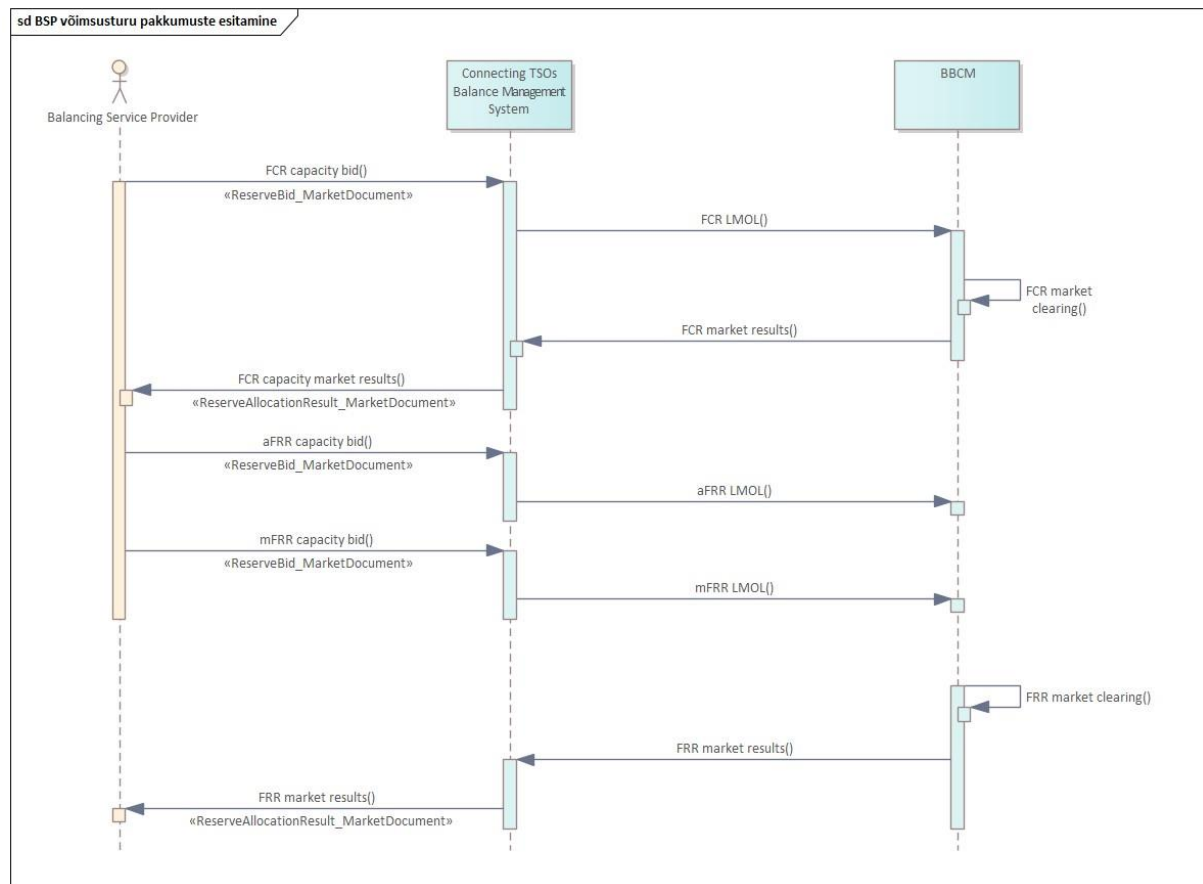 sd BSP võimsusturu pakkumuste esitamine
Connecting TSOs
Balance Management
System
BBCM
Balancing Service Provider
FCR capacity bid()
«ReserveBid_MarketDocument»
FCR LMOL()
FCR market
clearing()
FCR market results()
FCR capacity market results()
«ReserveAllocationResult_MarketDocument»
aFRR capacity bid()
«ReserveBid_MarketDocument»
aFRR LMOL()
mFRR capacity bid()
«ReserveBid_MarketDocument»
mFRR LMOL()
FRR market clearing()
FRR market results()
FRR market results()
«ReserveAllocationResult_MarketDocument»